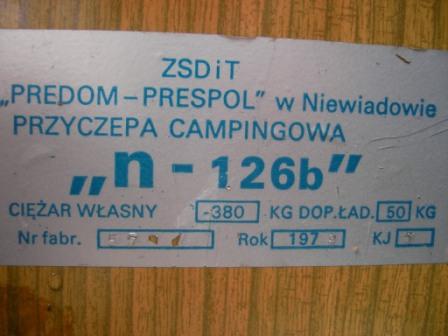 ZSDiT
„PREDOM-PRESPOL" w Niewiadowie
PRZYCZEPA CAMPINGOWA
„n-126b"
CIĘŻAR WŁASNY -380 KG DOP.ŁAD. 50 KG
Nr fabr. Rok 197 KJ